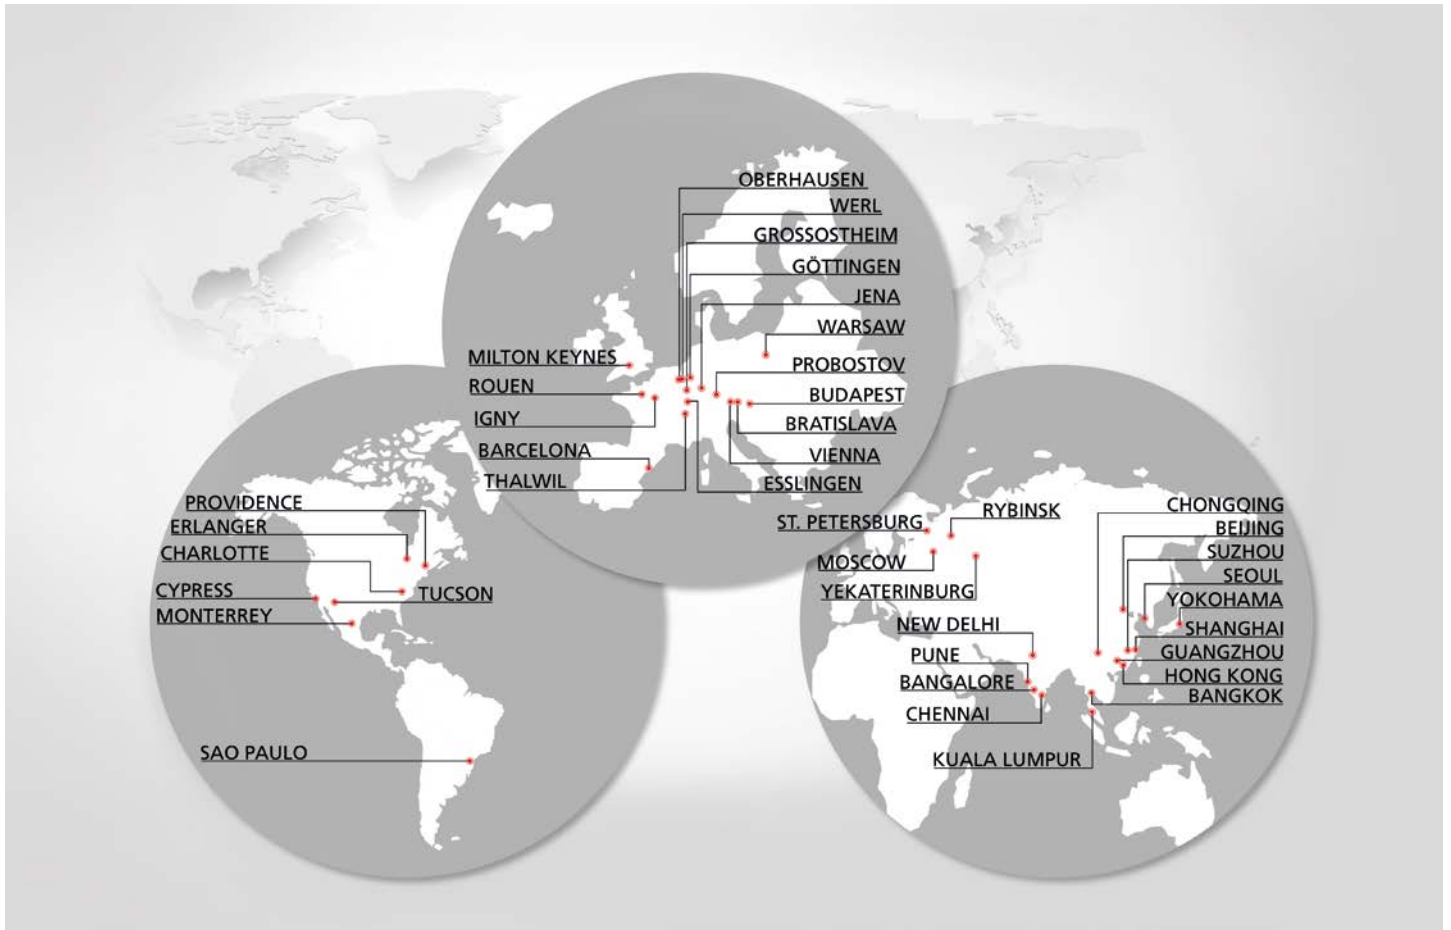 OBERHAUSEN
WERL
GROSSOSTHEIM
GÖTTINGEN
JENA
WARSAW
PROBOSTOV
BUDAPEST
BRATISLAVA
VIENNA
ESSLINGEN
MILTON KEYNES
ROUEN
IGNY
BARCELONA
THALWIL
PROVIDENCE
ERLANGER
CHARLOTTE
CYPRESS
TUCSON
MONTERREY
SAO PAULO
ST. PETERSBURG
RYBINSK
MOSCOW
YEKATERINBURG
NEW DELHI
PUNE
BANGALORE
CHENNAI
KUALA LUMPUR
CHONGQING
BEIJING
SUZHOU
SEOUL
YOKOHAMA
SHANGHAI
GUANGZHOU
HONG KONG
BANGKOK